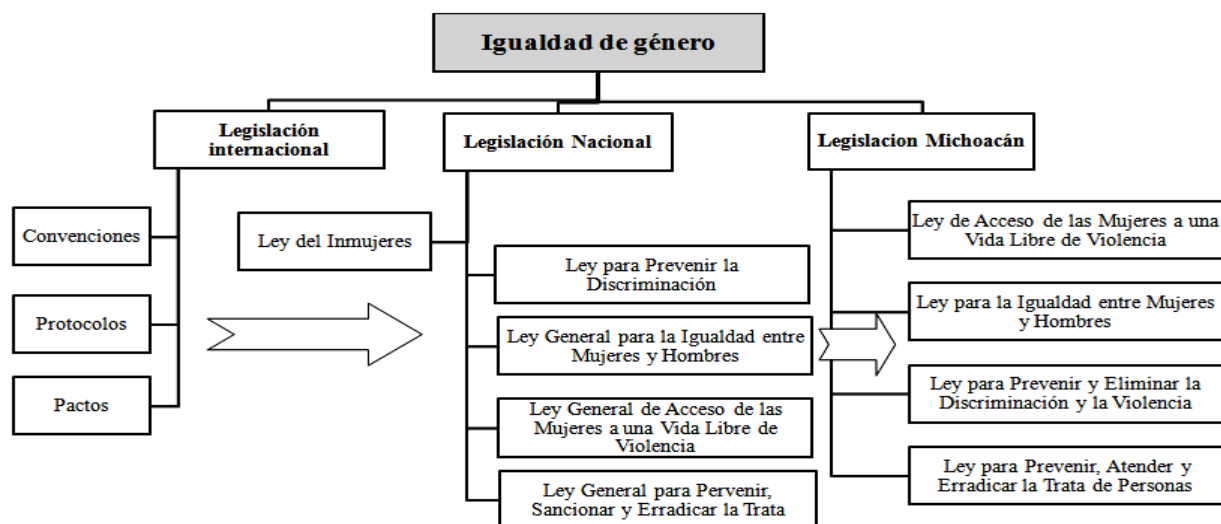 Igualdad de género
Legislación
internacional
Convenciones
Protocolos
Pactos
Legislación Nacional
Ley del Inmujeres
Ley para Prevenir la
Discriminación
Ley General para la Igualdad entre
Mujeres y Hombres
Ley General de Acceso de las
Mujeres a una Vida Libre de
Violencia
Ley General para Pervenir,
Sancionar y Erradicar la Trata
Legislacion Michoacán
Ley de Acceso de las Mujeres a una
Vida Libre de Violencia
Ley para la Igualdad entre Mujeres
y Hombres
Ley para Prevenir y Eliminar la
Discriminación y la Violencia
Ley para Prevenir, Atender y
Erradicar la Trata de Personas